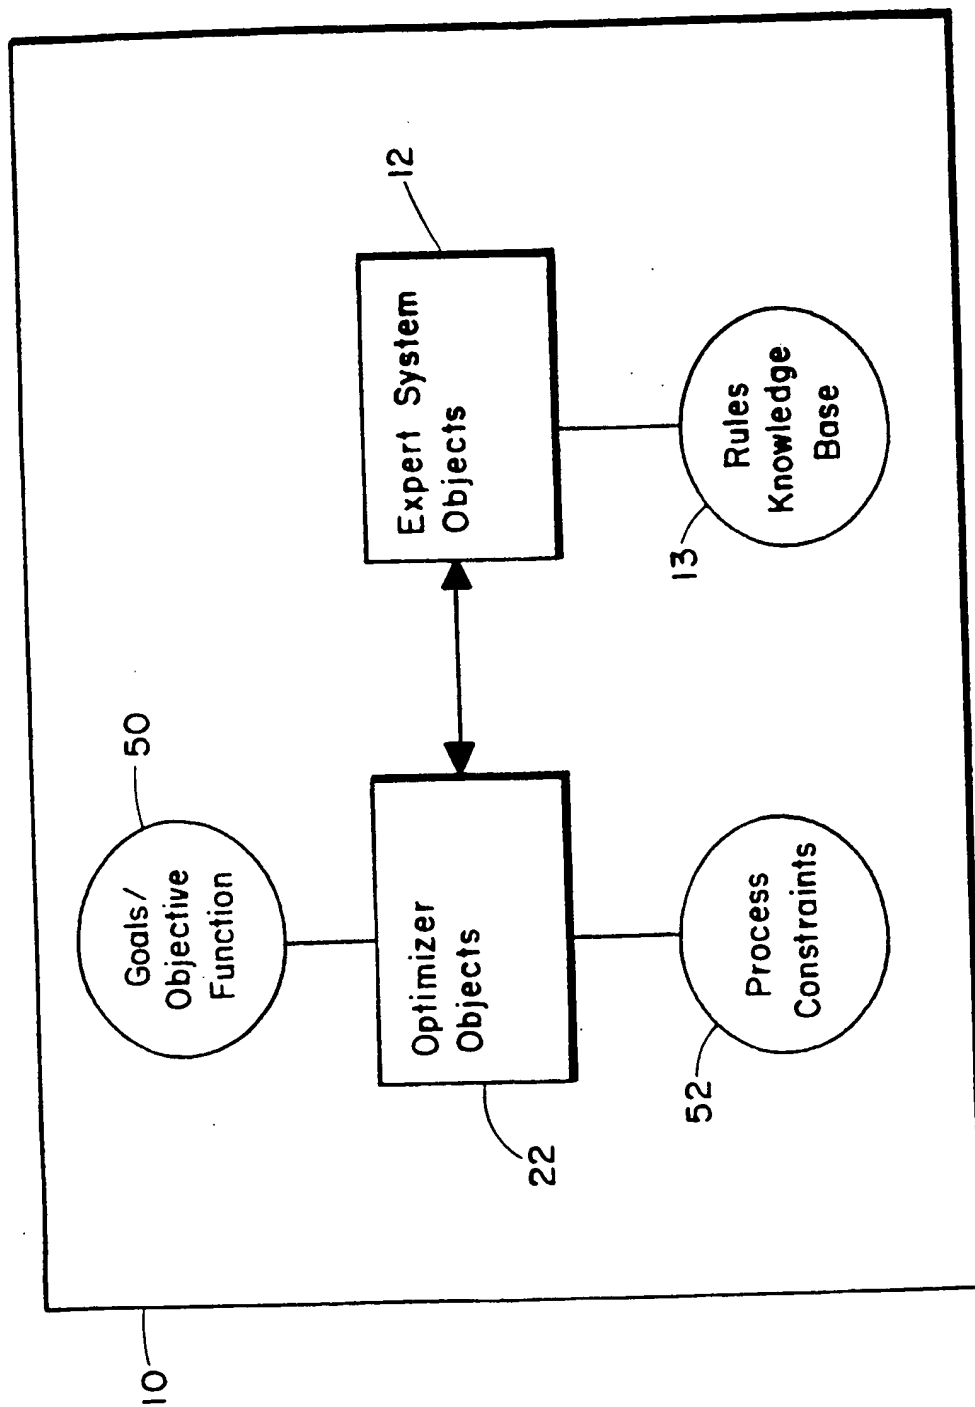 10
50
Goals/
Objective
Function
22
Optimizer
Objects
52
Process
Constraints
12
Expert System
Objects
13
Rules
Knowledge
Base